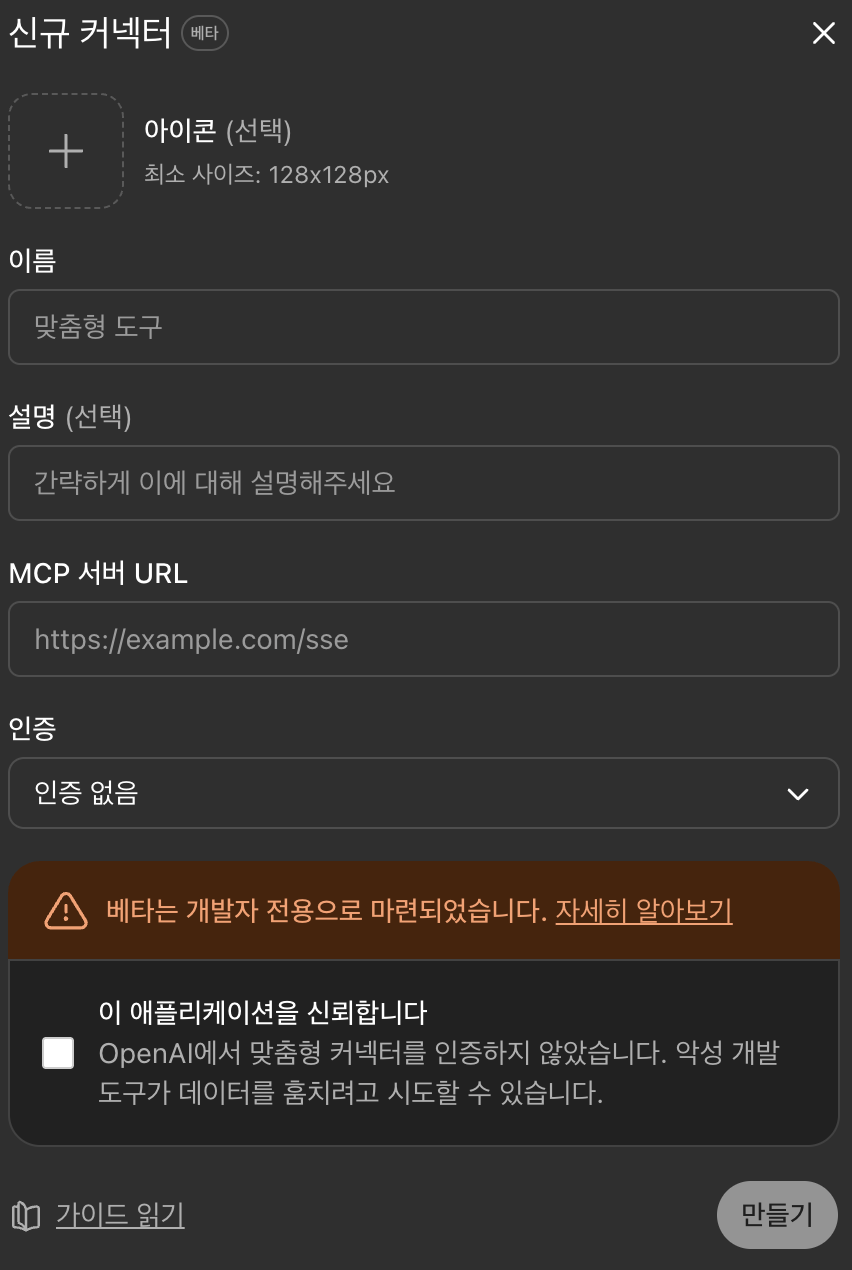 신규 커넥터 베타
아이콘 (선택)
최소 사이즈: 128x128px
이름
맞춤형 도구
설명 (선택)
간략하게 이에 대해 설명해주세요
MCP 서버 URL
https://example.com/sse
인증
인증 없음
베타는 개발자 전용으로 마련되었습니다. 자세히 알아보기
이 애플리케이션을 신뢰합니다
OpenAI에서 맞춤형 커넥터를 인증하지 않았습니다. 악성 개발
도구가 데이터를 훔치려고 시도할 수 있습니다.
가이드 읽기
만들기